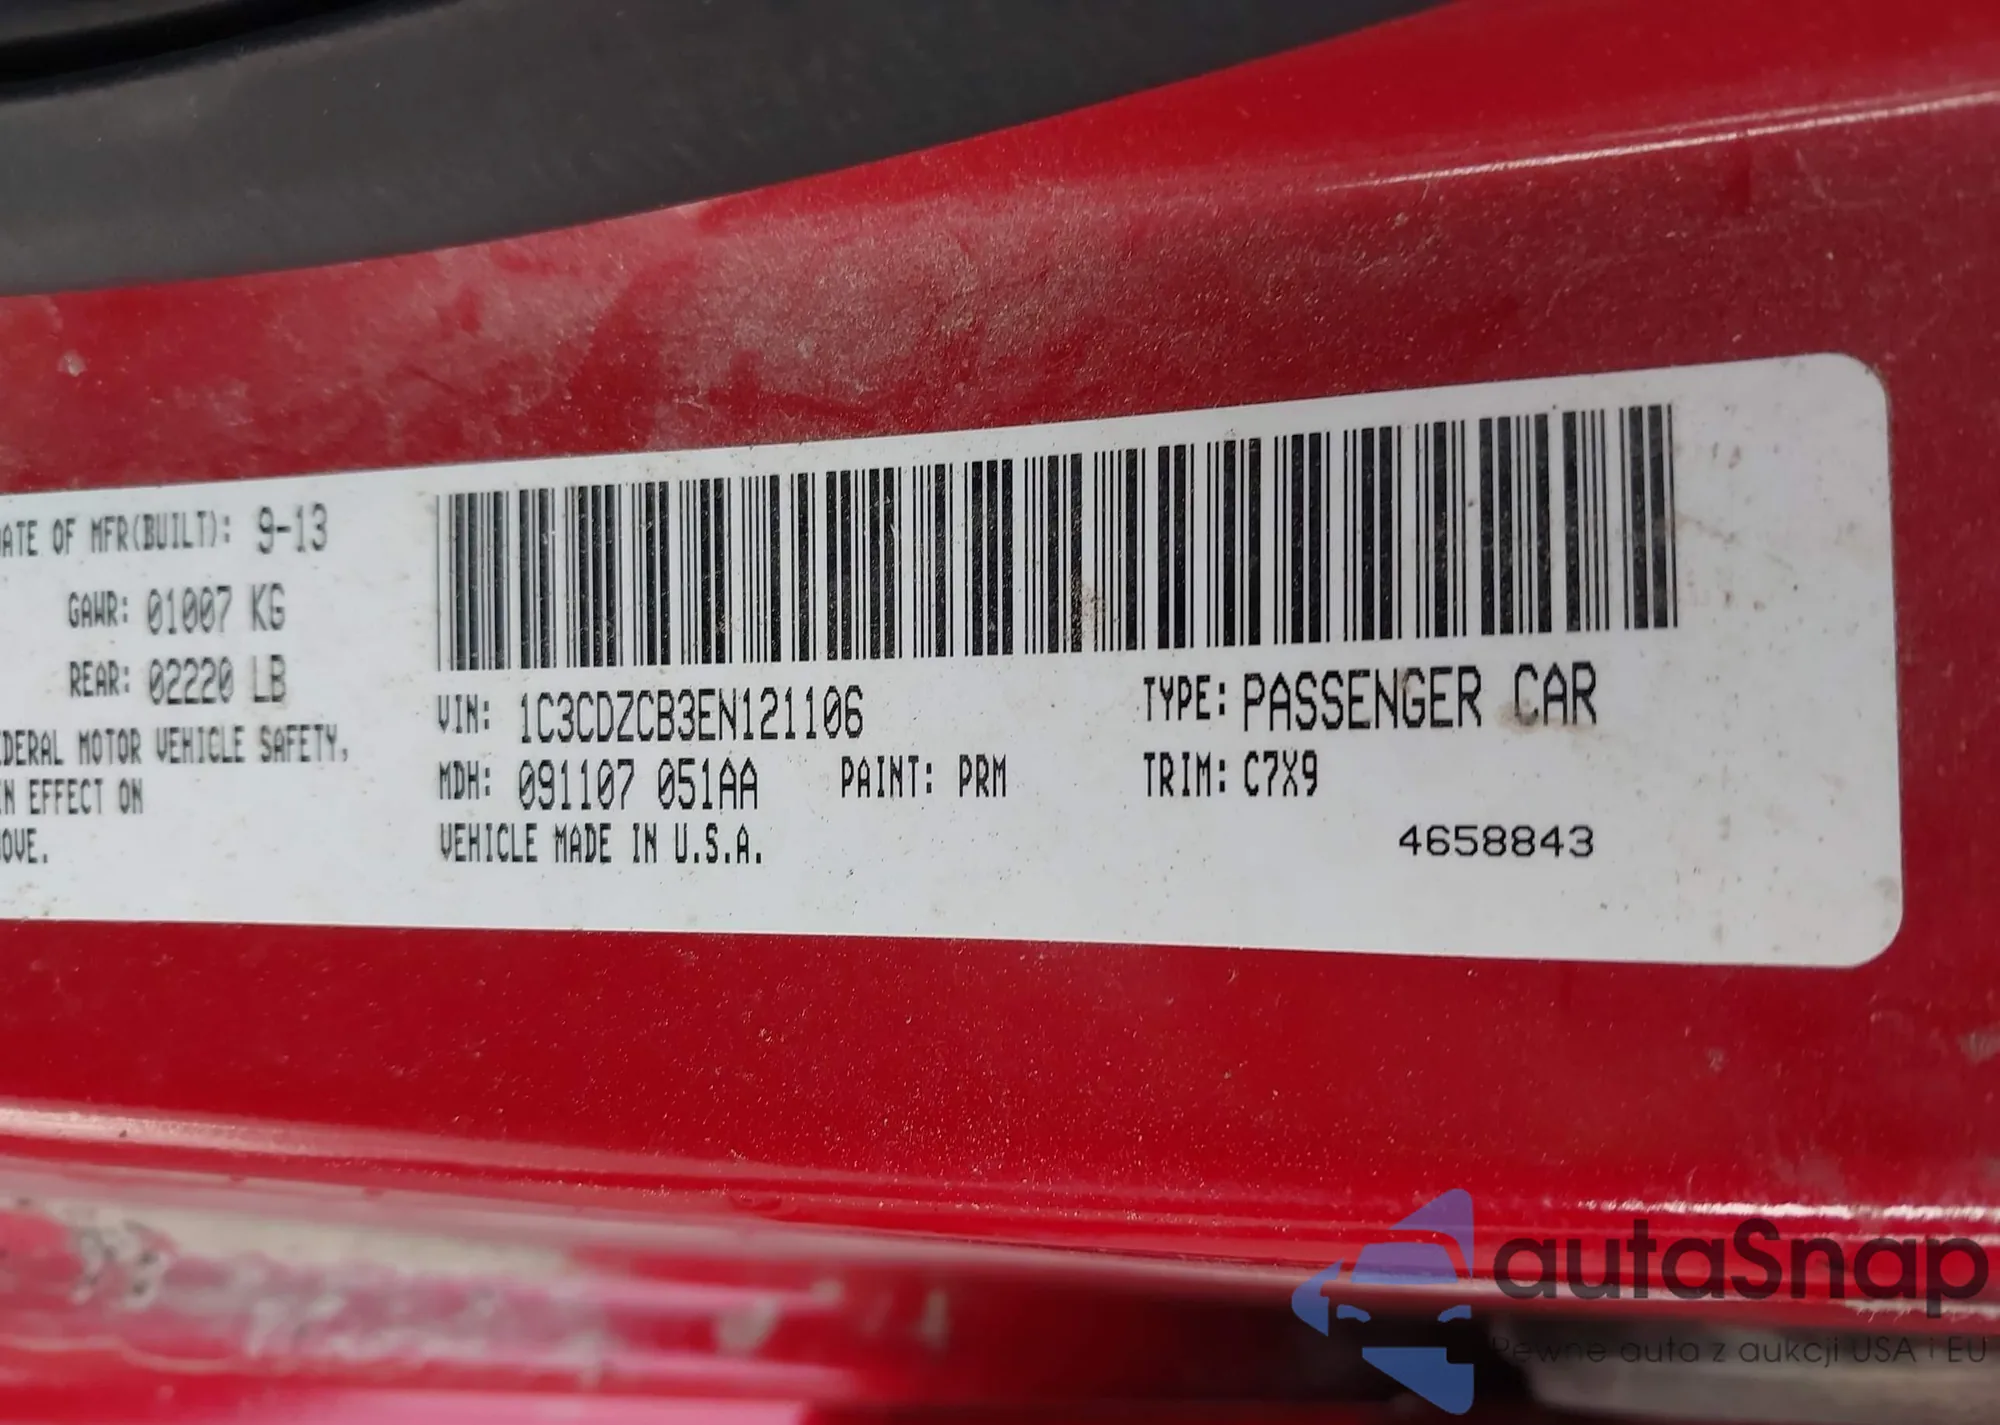 ATE OF MFR(BUILT): 9-13
GAWR: 01007 KG
REAR: 02220 LB
EDERAL MOTOR VEHICLE SAFETY,
IN EFFECT ON
OVE.
VIN: 1C3CDZCB3EN121106
TYPE: PASSENGER CAR
MDH: 091107 051AA
PAINT: PRM
TRIM: C7X9
VEHICLE MADE IN U.S.A.
4658843
autaSnap
Pewne auta z aukcji USA i EU